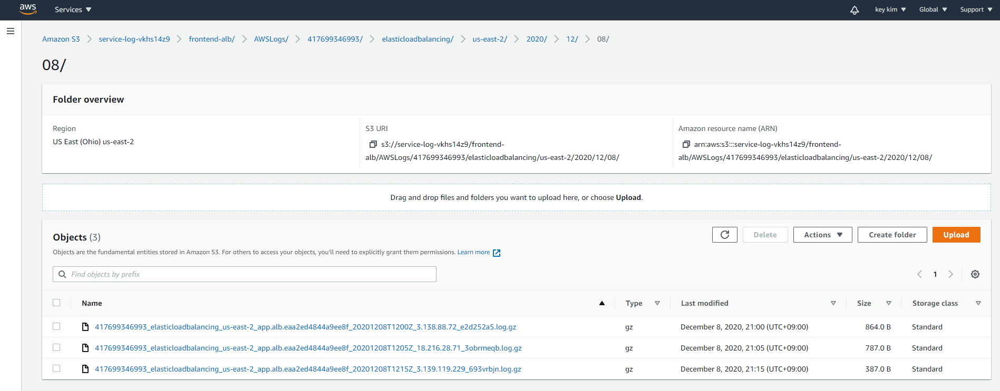 aws Services key kim Global Support
Amazon S3 service-log-vkhs14z9 frontend-alb/ AWSLogs/ 417699346993/ elasticloadbalancing/ us-east-2/ 2020/ 12/ 08/
08/
Folder overview
Region
US East (Ohio) us-east-2
S3 URI
s3://service-log-vkhs14z9/frontend-
alb/AWSLogs/417699346993/elasticloadbalancing/us-east-2/2020/12/08/
Amazon resource name (ARN)
arn:aws:s3:::service-log-vkhs14z9/frontend-
alb/AWSLogs/417699346993/elasticloadbalancing/us-east-2/2020/12/08/
Drag and drop files and folders you want to upload here, or choose Upload.
Objects (3)
Delete Actions Create folder Upload
Objects are the fundamental entities stored in Amazon S3. For others to access your objects, you'll need to explicitly grant them permissions. Learn more
Find objects by prefix
1
Name Type Last modified Size Storage class
417699346993_elasticloadbalancing_us-east-2_app.alb.eaa2ed4844a9ee8f_20201208T1200Z_3.138.88.72_e2d252a5.log.gz gz December 8, 2020, 21:00 (UTC+09:00) 864.0 B Standard
417699346993_elasticloadbalancing_us-east-2_app.alb.eaa2ed4844a9ee8f_20201208T1205Z_18.216.28.71_3obrmeqb.log.gz gz December 8, 2020, 21:05 (UTC+09:00) 787.0 B Standard
417699346993_elasticloadbalancing_us-east-2_app.alb.eaa2ed4844a9ee8f_20201208T1215Z_3.139.119.229_693vrbjn.log.gz gz December 8, 2020, 21:15 (UTC+09:00) 387.0 B Standard